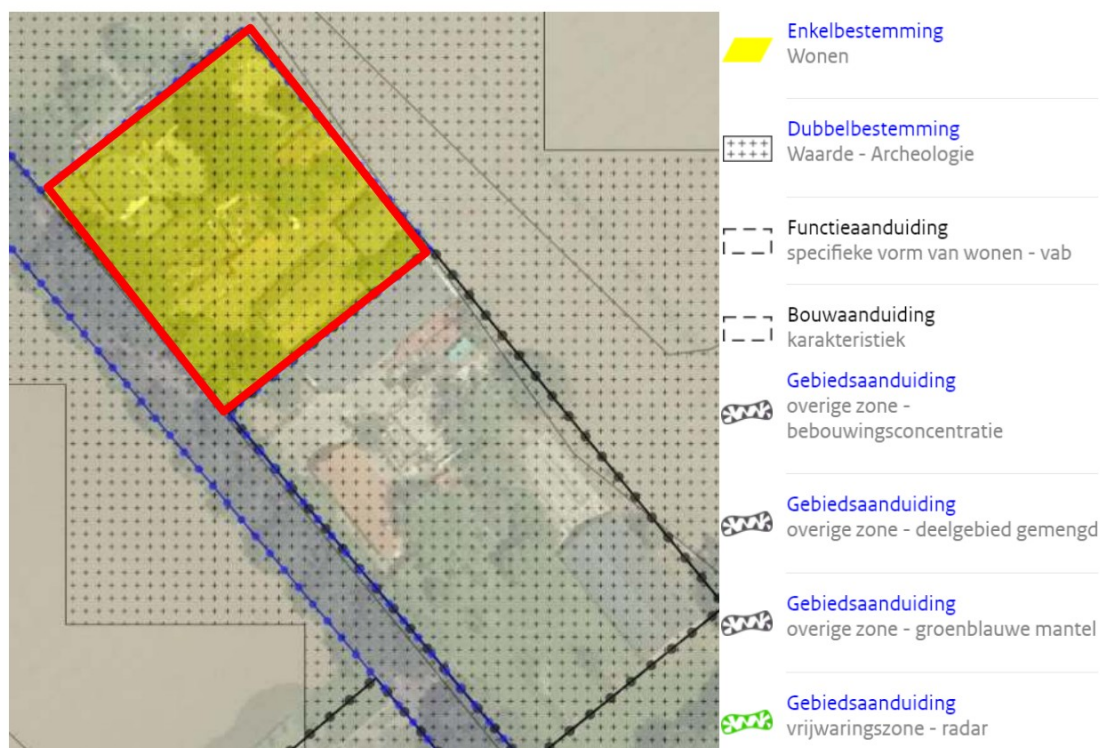 Enkelbestemming
Wonen
Dubbelbestemming
Waarde - Archeologie
Functieaanduiding
specifieke vorm van wonen - vab
Bouwaanduiding
karakteristiek
Gebiedsaanduiding
overige zone -
bebouwingsconcentratie
Gebiedsaanduiding
overige zone - deelgebied gemengd
Gebiedsaanduiding
overige zone - groenblauwe mantel
Gebiedsaanduiding
vrijwaringszone - radar